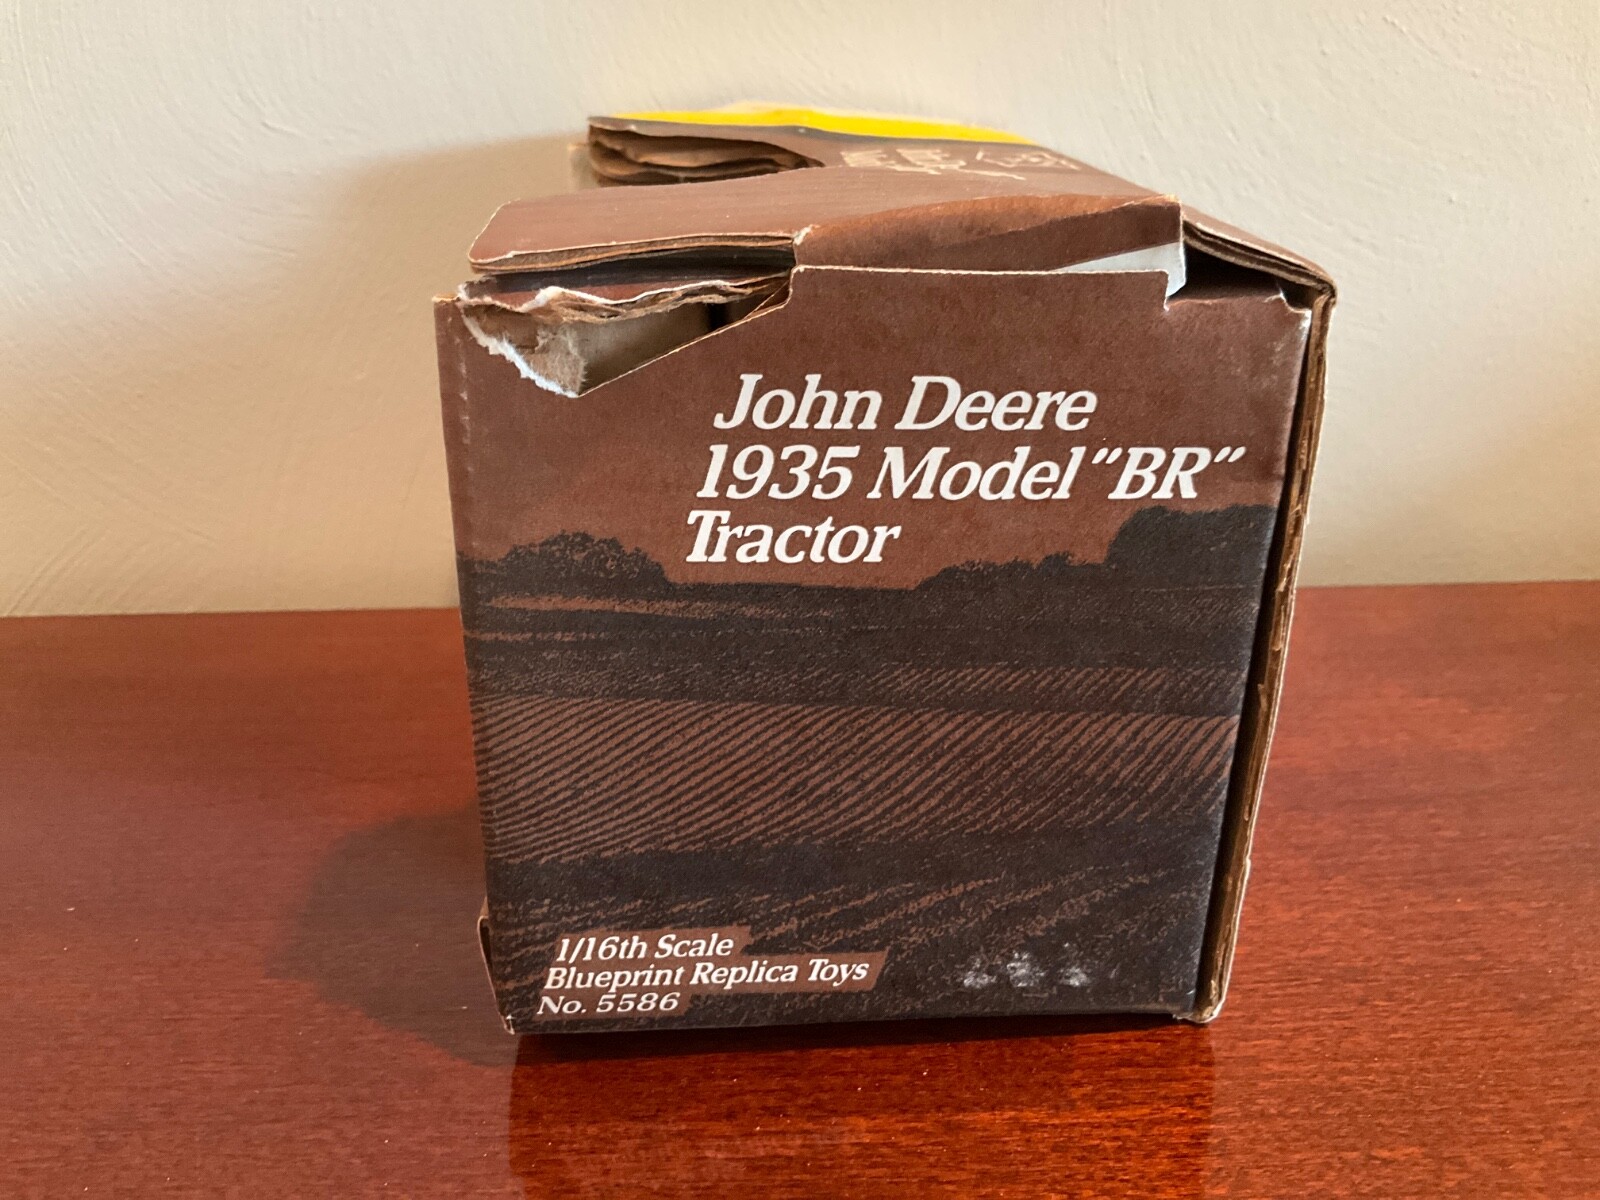 John Deere
1935 Model "BR"
Tractor
1/16th Scale
Blueprint Replica Toys
No. 5586